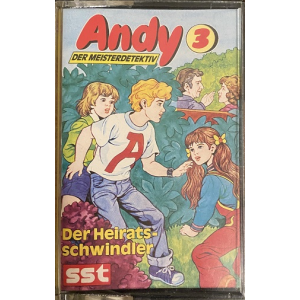 Andy 3
DER MEISTERDETEKTIV
A
Der Heirats-
schwindler
sst